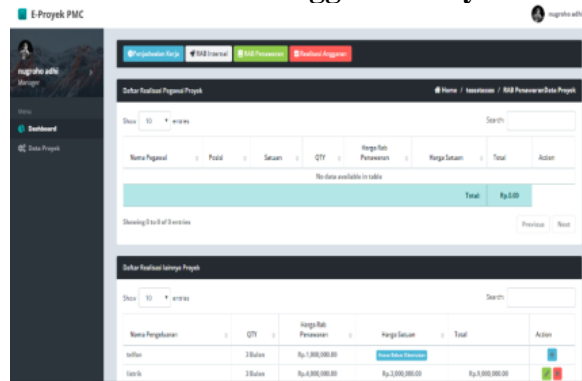 E-Proyek PMC
nugroho adhi
nugroho adhi
Manager
Menu
Dashboard
Data Proyek
Penjadwalan Kerja
RAB Internal
RAB Penawaran
Realisasi Anggaran
Daftar Realisasi Pegawai Proyek
Home / / RAB Penawaran Data Proyek
Show 10 entries
Search:
Nama Pegawai Posisi Satuan QTY Harga Rab Penawaran Harga Satuan Total Action
No data available in table
Total: Rp.0.00
Showing 0 to 0 of 0 entries
Previous Next
Daftar Realisasi lainnya Proyek
Show 10 entries
Search:
Nama Pengeluaran QTY Harga Rab Penawaran Harga Satuan Total Action
telfon 2 Bulan Rp.1,000,000.00
listrik 3 Bulan Rp.4,000,000.00 Rp.3,000,000.00 Rp.9,000,000.00